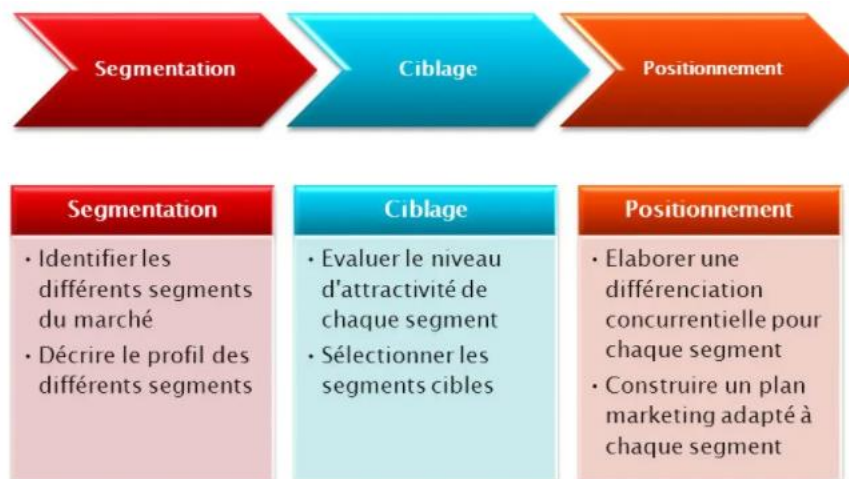 Segmentation
Ciblage
Positionnement
Segmentation
• Identifier les
différents segments
du marché
• Décrire le profil des
différents segments
Ciblage
• Evaluer le niveau
d'attractivité de
chaque segment
• Sélectionner les
segments cibles
Positionnement
• Elaborer une
différenciation
concurrentielle pour
chaque segment
• Construire un plan
marketing adapté à
chaque segment